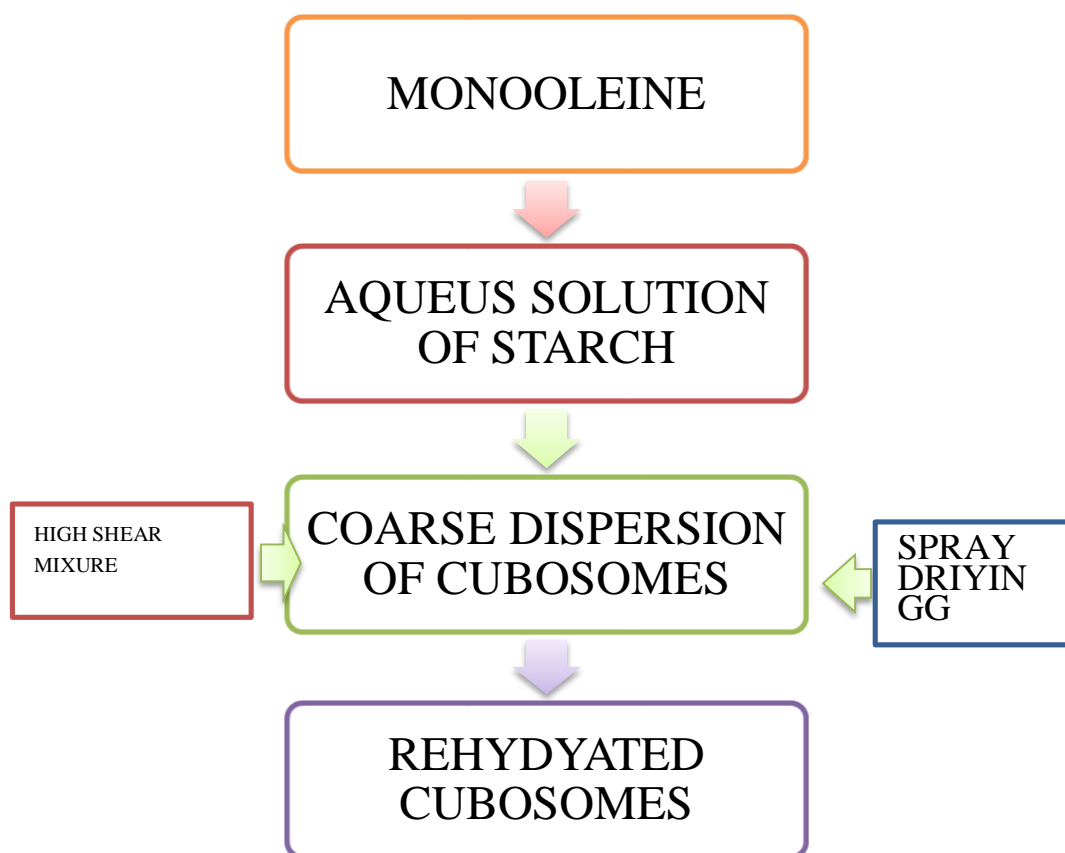 MONOOLEINE
AQUEUS SOLUTION
OF STARCH
HIGH SHEAR
MIXURE
COARSE DISPERSION
OF CUBOSOMES
SPRAY
DRIYIN
GG
REHYDYATED
CUBOSOMES